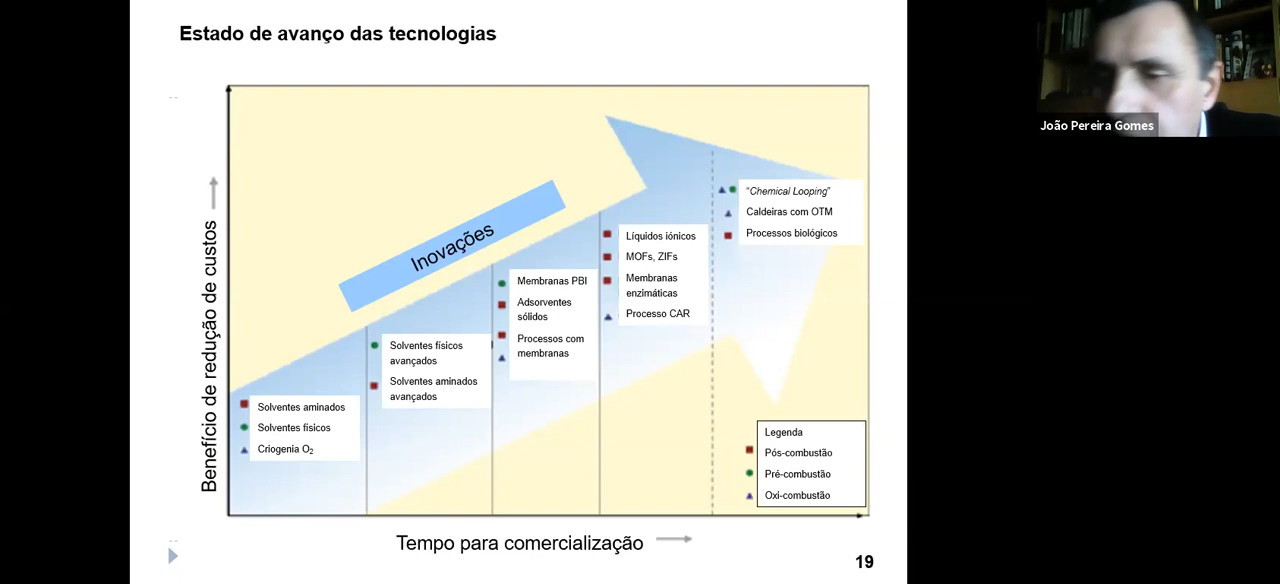 Estado de avanço das tecnologias
João Pereira Gomes
Benefício de redução de custos
Inovações
"Chemical Looping"
Caldeiras com OTM
Processos biológicos
Líquidos iónicos
MOFs, ZIFs
Membranas
enzimáticas
Processo CAR
Membranas PBI
Adsorventes
sólidos
Processos com
membranas
Solventes físicos
avançados
Solventes aminados
avançados
Solventes aminados
Solventes físicos
Criogenia O₂
Legenda
Pós-combustão
Pré-combustão
Oxi-combustão
Tempo para comercialização
19